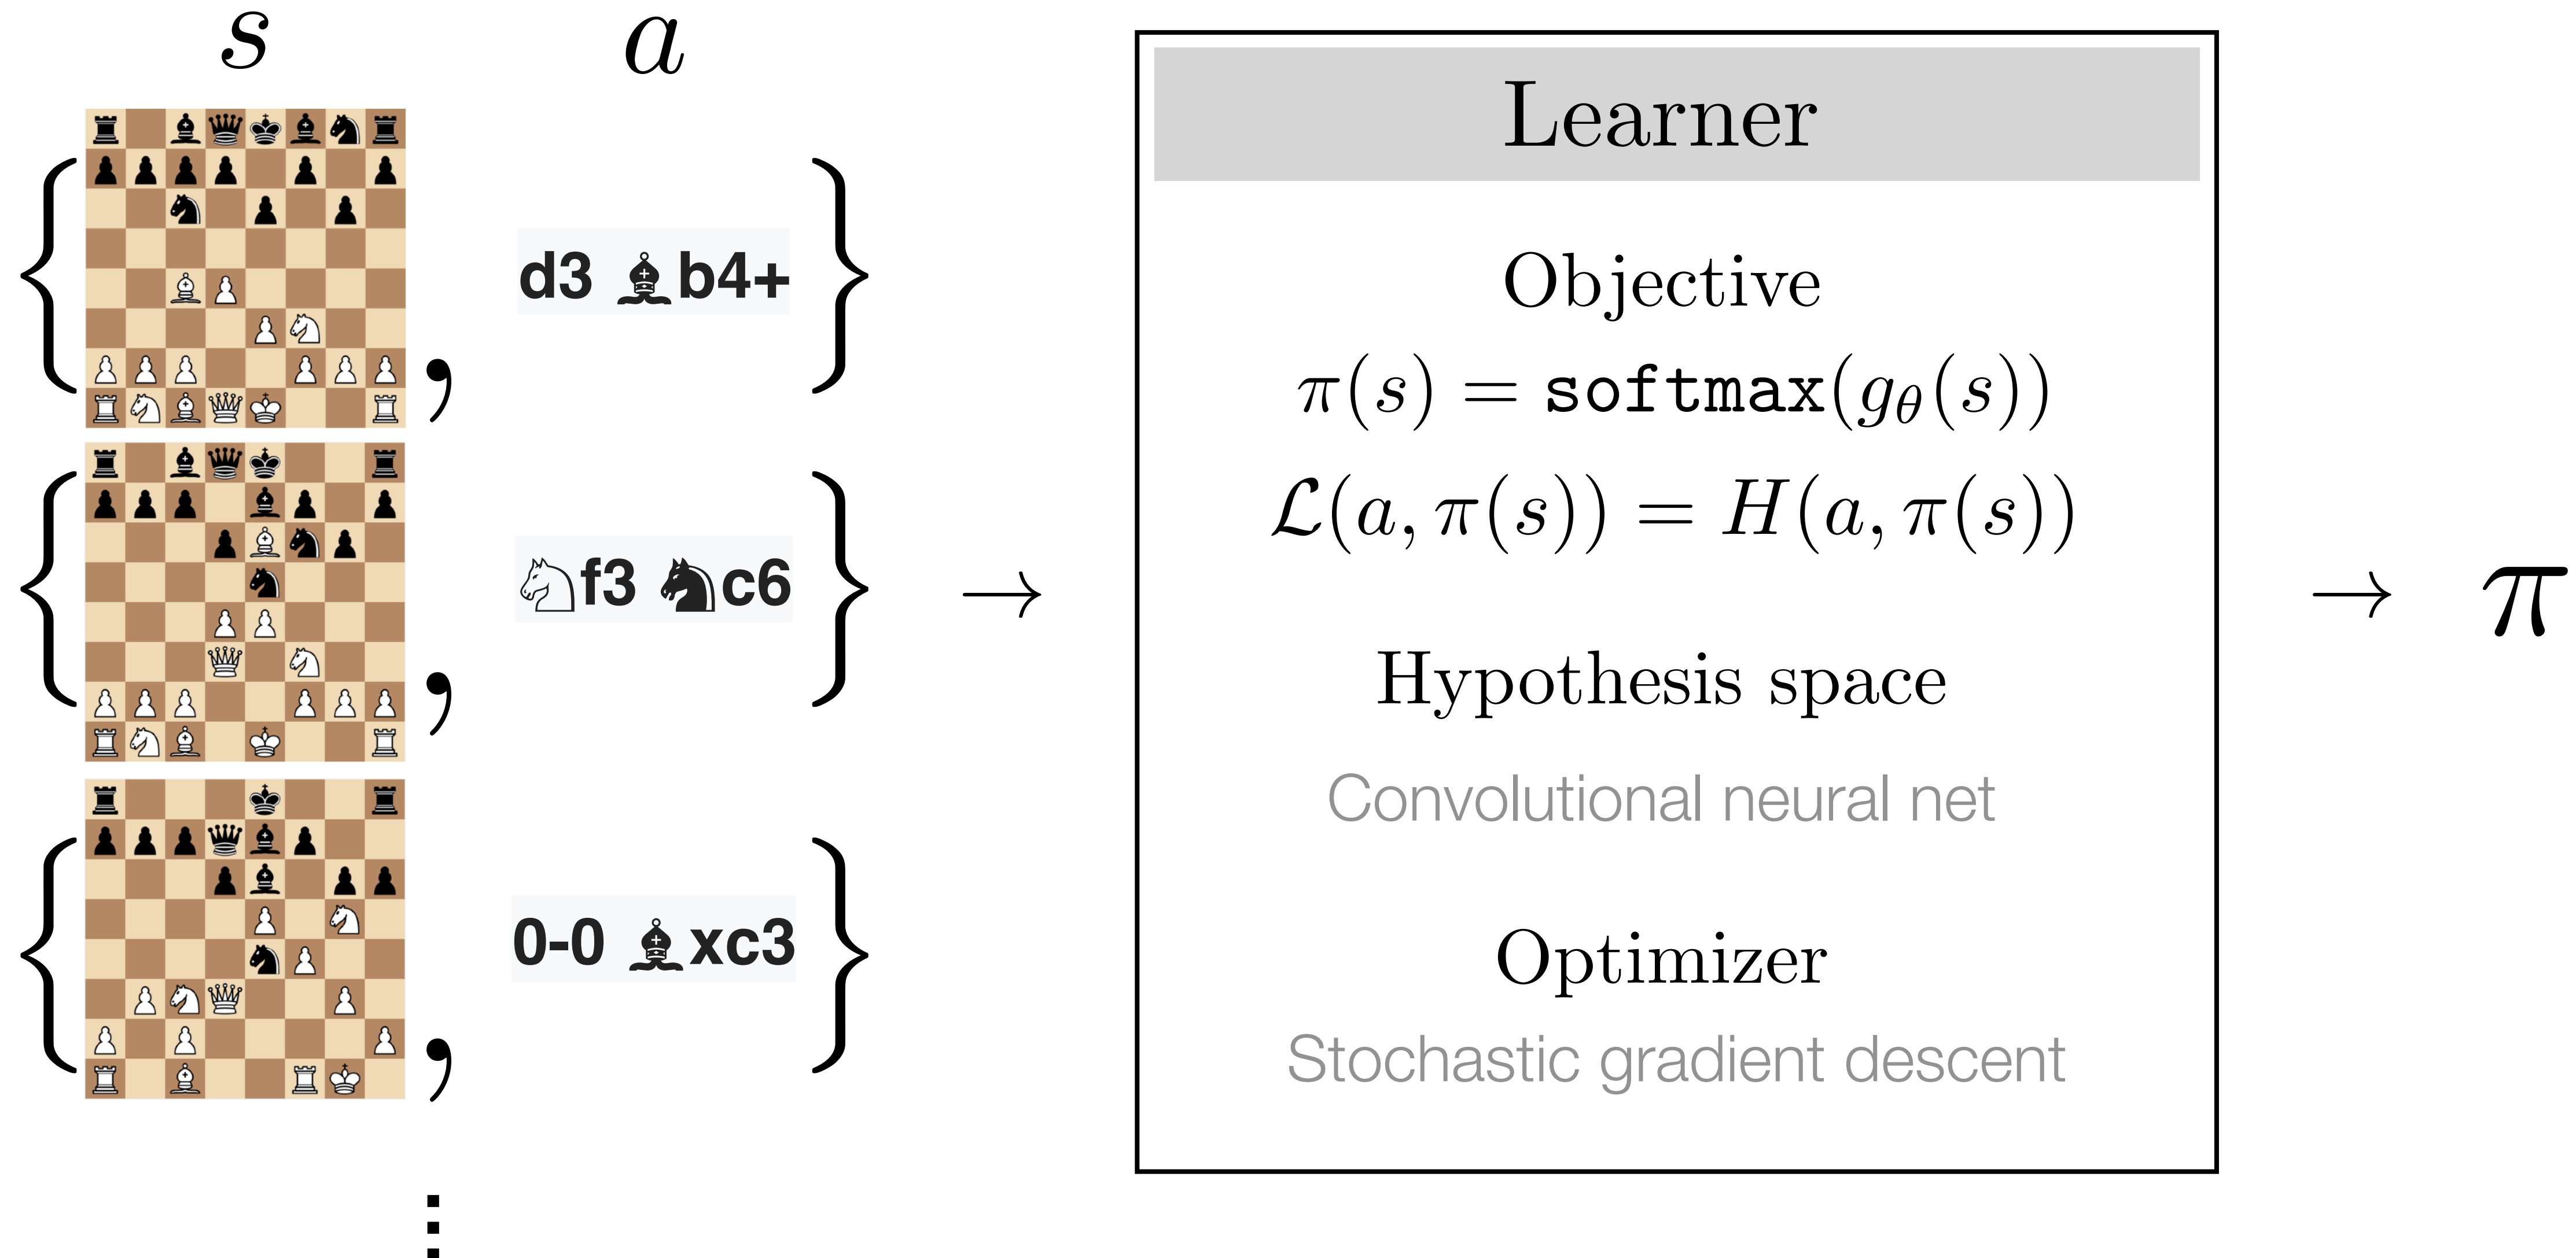 s a
d3 ♝b4+
♘f3 ♞c6
0-0 ♝xc3
→
Learner
Objective
π(s) = softmax(g_θ(s))
ℒ(a, π(s)) = H(a, π(s))
Hypothesis space
Convolutional neural net
Optimizer
Stochastic gradient descent
→ π